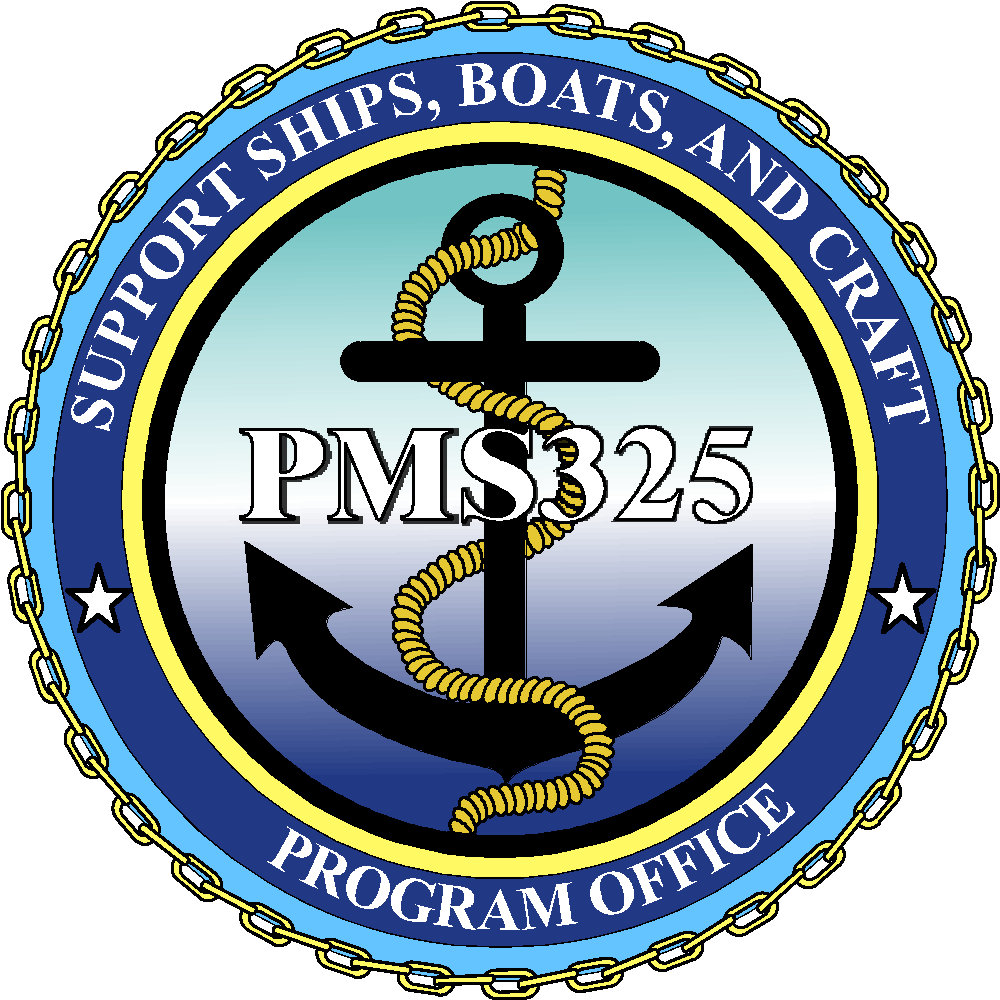 SUPPORT SHIPS, BOATS, AND CRAFT
PMS325
PROGRAM OFFICE